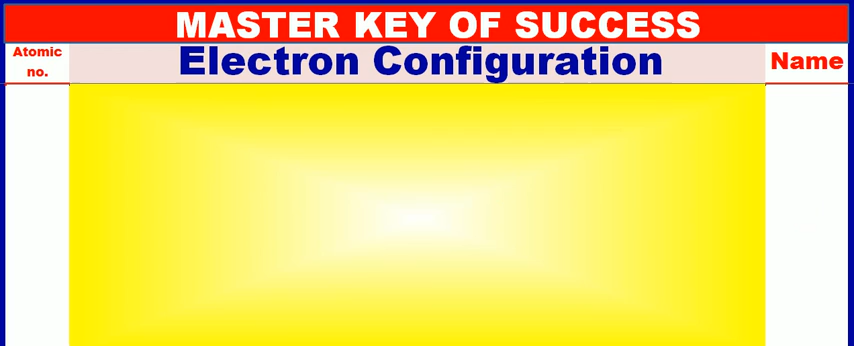 MASTER KEY OF SUCCESS
Atomic
no.
Electron Configuration
Name